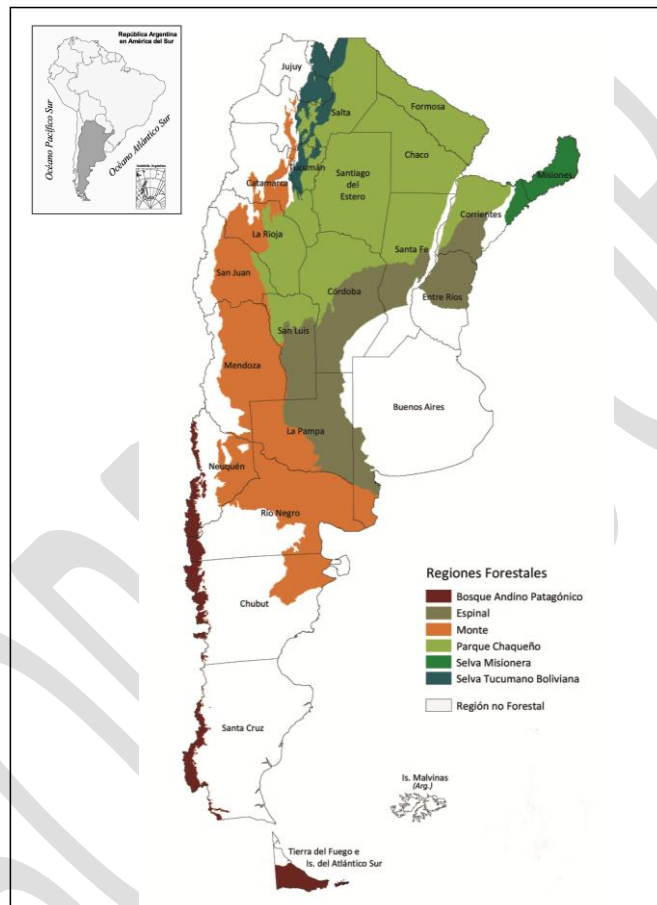 República Argentina
en América del Sur
Océano Pacífico Sur
Océano Atlántico Sur
Jujuy
Salta
Formosa
Chaco
Tucumán
Santiago
del
Estero
Misiones
Catamarca
Corrientes
La Rioja
Santa Fe
San Juan
Córdoba
Entre Ríos
San Luis
Mendoza
Buenos Aires
La Pampa
Neuquén
Río Negro
Chubut
Regiones Forestales
Bosque Andino Patagónico
Espinal
Monte
Parque Chaqueño
Selva Misionera
Selva Tucumano Boliviana
Región no Forestal
Santa Cruz
Is. Malvinas
(Arg.)
Tierra del Fuego e
Is. del Atlántico Sur